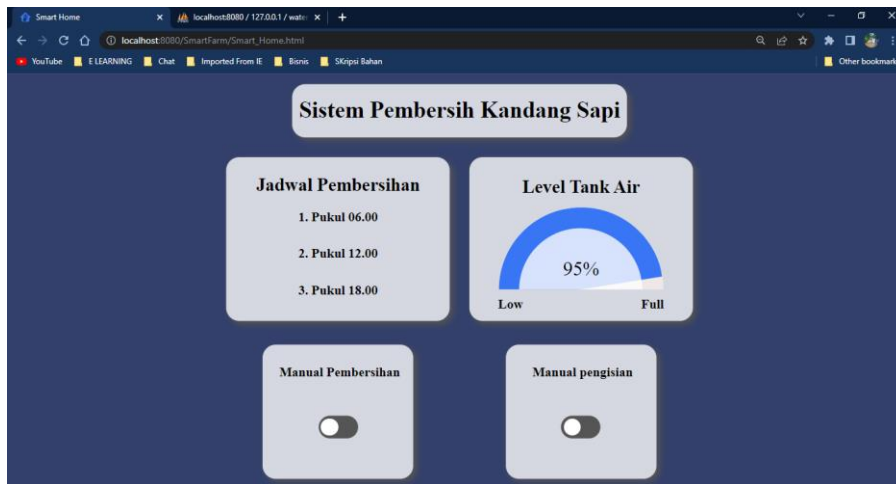 Smart Home
localhost:8080 / 127.0.0.1 / wate
localhost:8080/SmartFarm/Smart_Home.html
YouTube E LEARNING Chat Imported From IE Bisnis SKripsi Bahan Other bookmark
Sistem Pembersih Kandang Sapi
Jadwal Pembersihan
1. Pukul 06.00
2. Pukul 12.00
3. Pukul 18.00
Level Tank Air
95%
Low Full
Manual Pembersihan
Manual pengisian